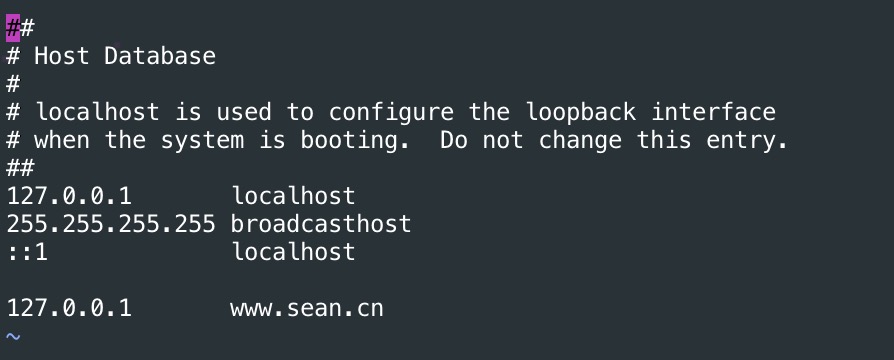 ##
# Host Database
#
# localhost is used to configure the loopback interface
# when the system is booting.  Do not change this entry.
##
127.0.0.1       localhost
255.255.255.255 broadcasthost
::1             localhost

127.0.0.1       www.sean.cn
~